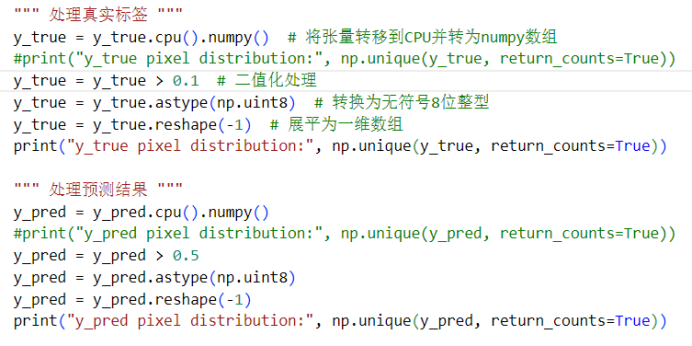 """ 处理真实标签 """
y_true = y_true.cpu().numpy()  # 将张量转移到CPU并转为numpy数组
#print("y_true pixel distribution:", np.unique(y_true, return_counts=True))
y_true = y_true > 0.1  # 二值化处理
y_true = y_true.astype(np.uint8)  # 转换为无符号8位整型
y_true = y_true.reshape(-1)  # 展平为一维数组
print("y_true pixel distribution:", np.unique(y_true, return_counts=True))
""" 处理预测结果 """
y_pred = y_pred.cpu().numpy()
#print("y_pred pixel distribution:", np.unique(y_pred, return_counts=True))
y_pred = y_pred > 0.5
y_pred = y_pred.astype(np.uint8)
y_pred = y_pred.reshape(-1)
print("y_pred pixel distribution:", np.unique(y_pred, return_counts=True))